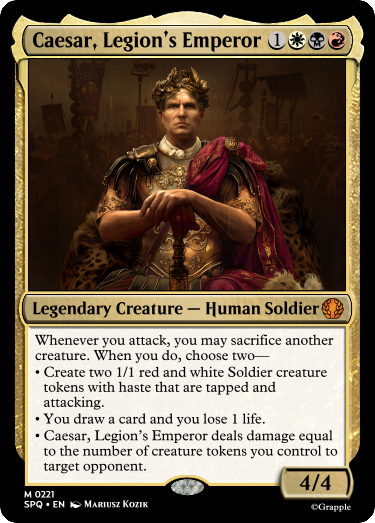 Caesar, Legion's Emperor 1
Legendary Creature — Human Soldier
Whenever you attack, you may sacrifice another
creature. When you do, choose two—
• Create two 1/1 red and white Soldier creature
tokens with haste that are tapped and
attacking.
• You draw a card and you lose 1 life.
• Caesar, Legion's Emperor deals damage equal
to the number of creature tokens you control to
target opponent.
4/4
M 0221
SPQ • EN Mariusz Kozik
©Grapple